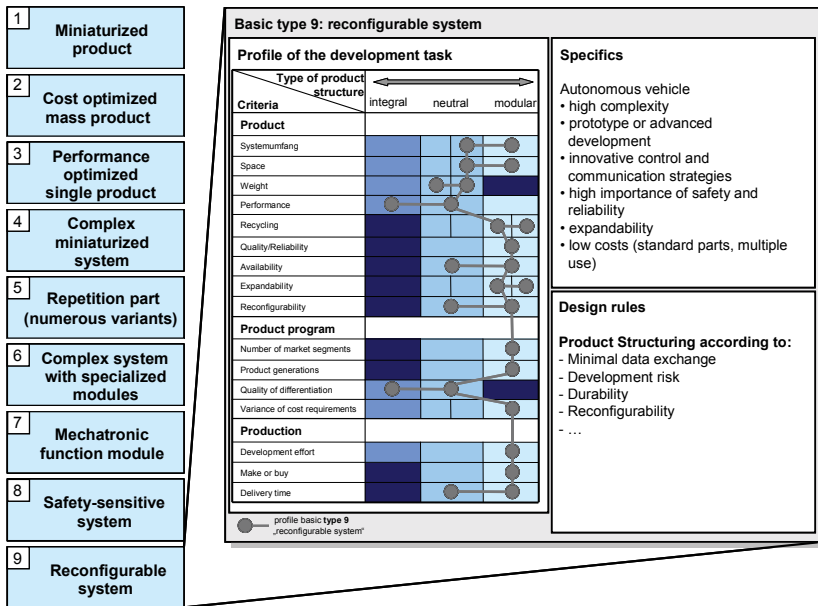 1
Miniaturized
product
2
Cost optimized
mass product
3
Performance
optimized
single product
4
Complex
miniaturized
system
5
Repetition part
(numerous variants)
6
Complex system
with specialized
modules
7
Mechatronic
function module
8
Safety-sensitive
system
9
Reconfigurable
system
Basic type 9: reconfigurable system
Profile of the development task
Type of product
structure
Criteria
integral neutral modular
Product
Systemumfang
Space
Weight
Performance
Recycling
Quality/Reliability
Availability
Expandability
Reconfigurability
Product program
Number of market segments
Product generations
Quality of differentiation
Variance of cost requirements
Production
Development effort
Make or buy
Delivery time
profile basic type 9
„reconfigurable system“
Specifics
Autonomous vehicle
• high complexity
• prototype or advanced
development
• innovative control and
communication strategies
• high importance of safety and
reliability
• expandability
• low costs (standard parts, multiple
use)
Design rules
Product Structuring according to:
- Minimal data exchange
- Development risk
- Durability
- Reconfigurability
- …